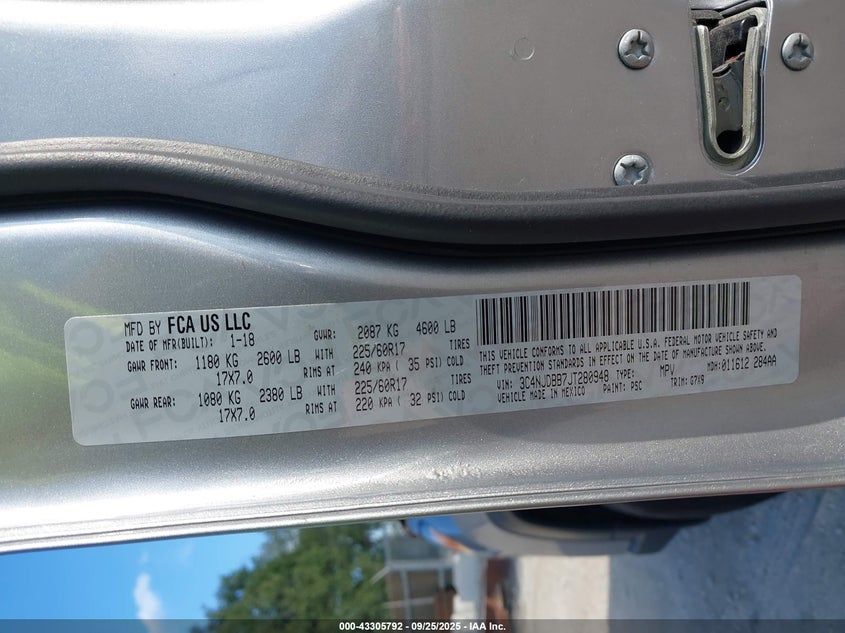 MFD BY FCA US LLC
DATE OF MFR(BUILT): 1-18 GVWR: 2087 KG 4600 LB
GAWR FRONT: 1180 KG 2600 LB WITH 225/60R17 TIRES
17X7.0 RIMS AT 240 KPA ( 35 PSI) COLD
GAWR REAR: 1080 KG 2380 LB WITH 225/60R17 TIRES
17X7.0 RIMS AT 220 KPA ( 32 PSI) COLD
THIS VEHICLE CONFORMS TO ALL APPLICABLE U.S.A. FEDERAL MOTOR VEHICLE SAFETY AND
THEFT PREVENTION STANDARDS IN EFFECT ON THE DATE OF MANUFACTURE SHOWN ABOVE.
VIN: 3C4NJDBB7JT280948 TYPE: MPV MDH: 011612 284AA
VEHICLE MADE IN MEXICO PAINT: PSC TRIM: G7X9
000-43305792 - 09/25/2025 - IAA Inc.